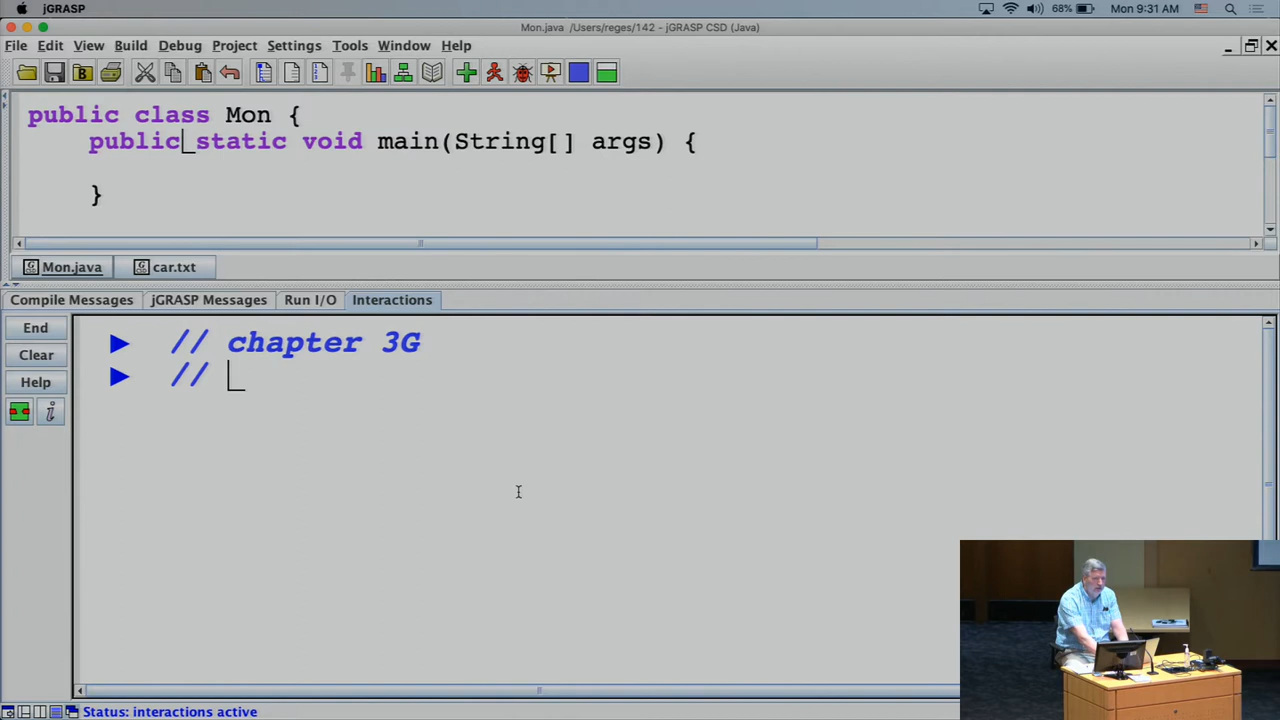 jGRASP
68%
Mon 9:31 AM
Mon.java /Users/reges/142 - jGRASP CSD (Java)
File Edit View Build Debug Project Settings Tools Window Help
public class Mon {
public static void main(String[] args) {
}
Mon.java
car.txt
Compile Messages
jGRASP Messages
Run I/O
Interactions
End
Clear
Help
// chapter 3G
//
Status: interactions active